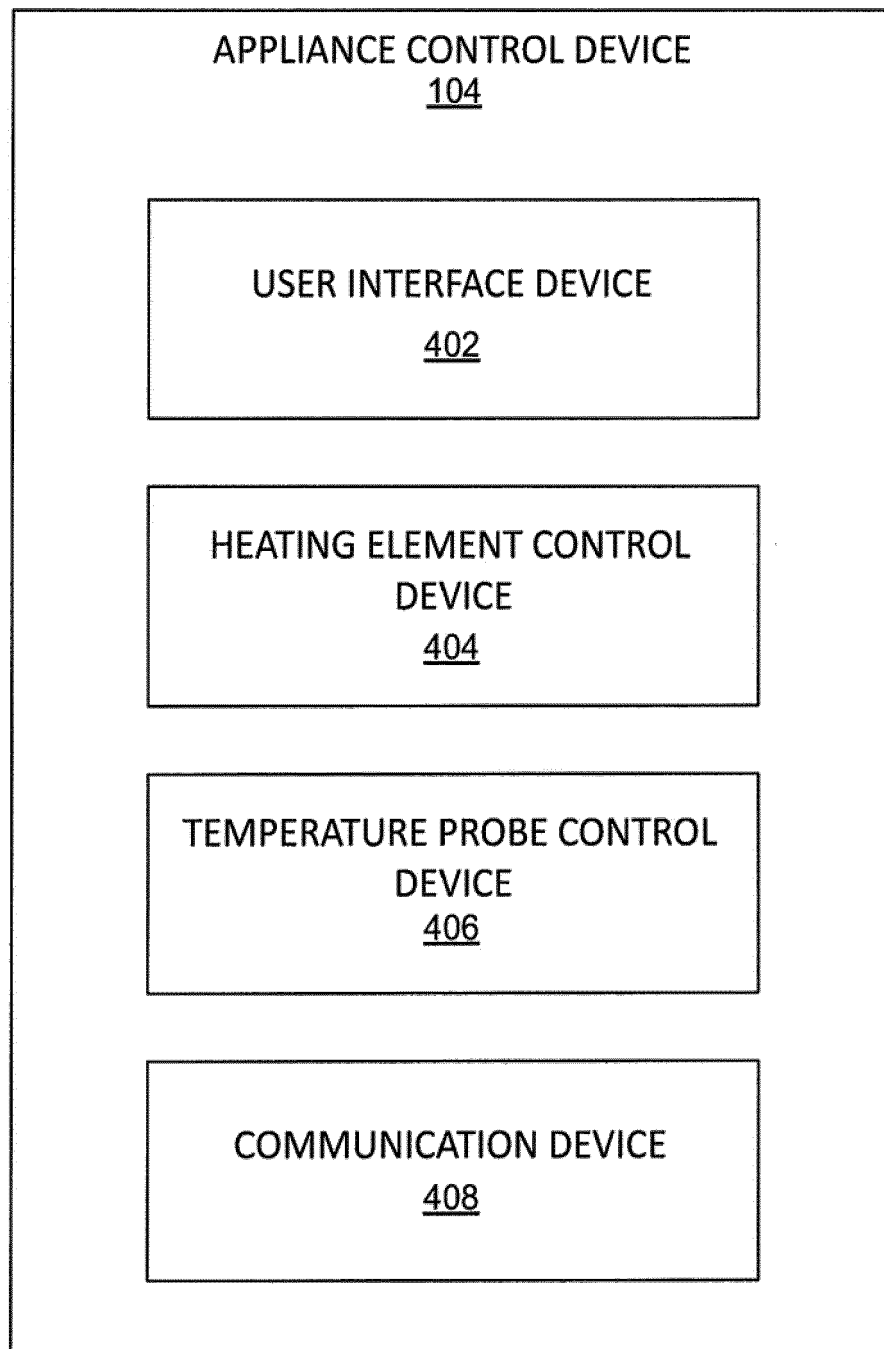 APPLIANCE CONTROL DEVICE
104
USER INTERFACE DEVICE
402
HEATING ELEMENT CONTROL
DEVICE
404
TEMPERATURE PROBE CONTROL
DEVICE
406
COMMUNICATION DEVICE
408